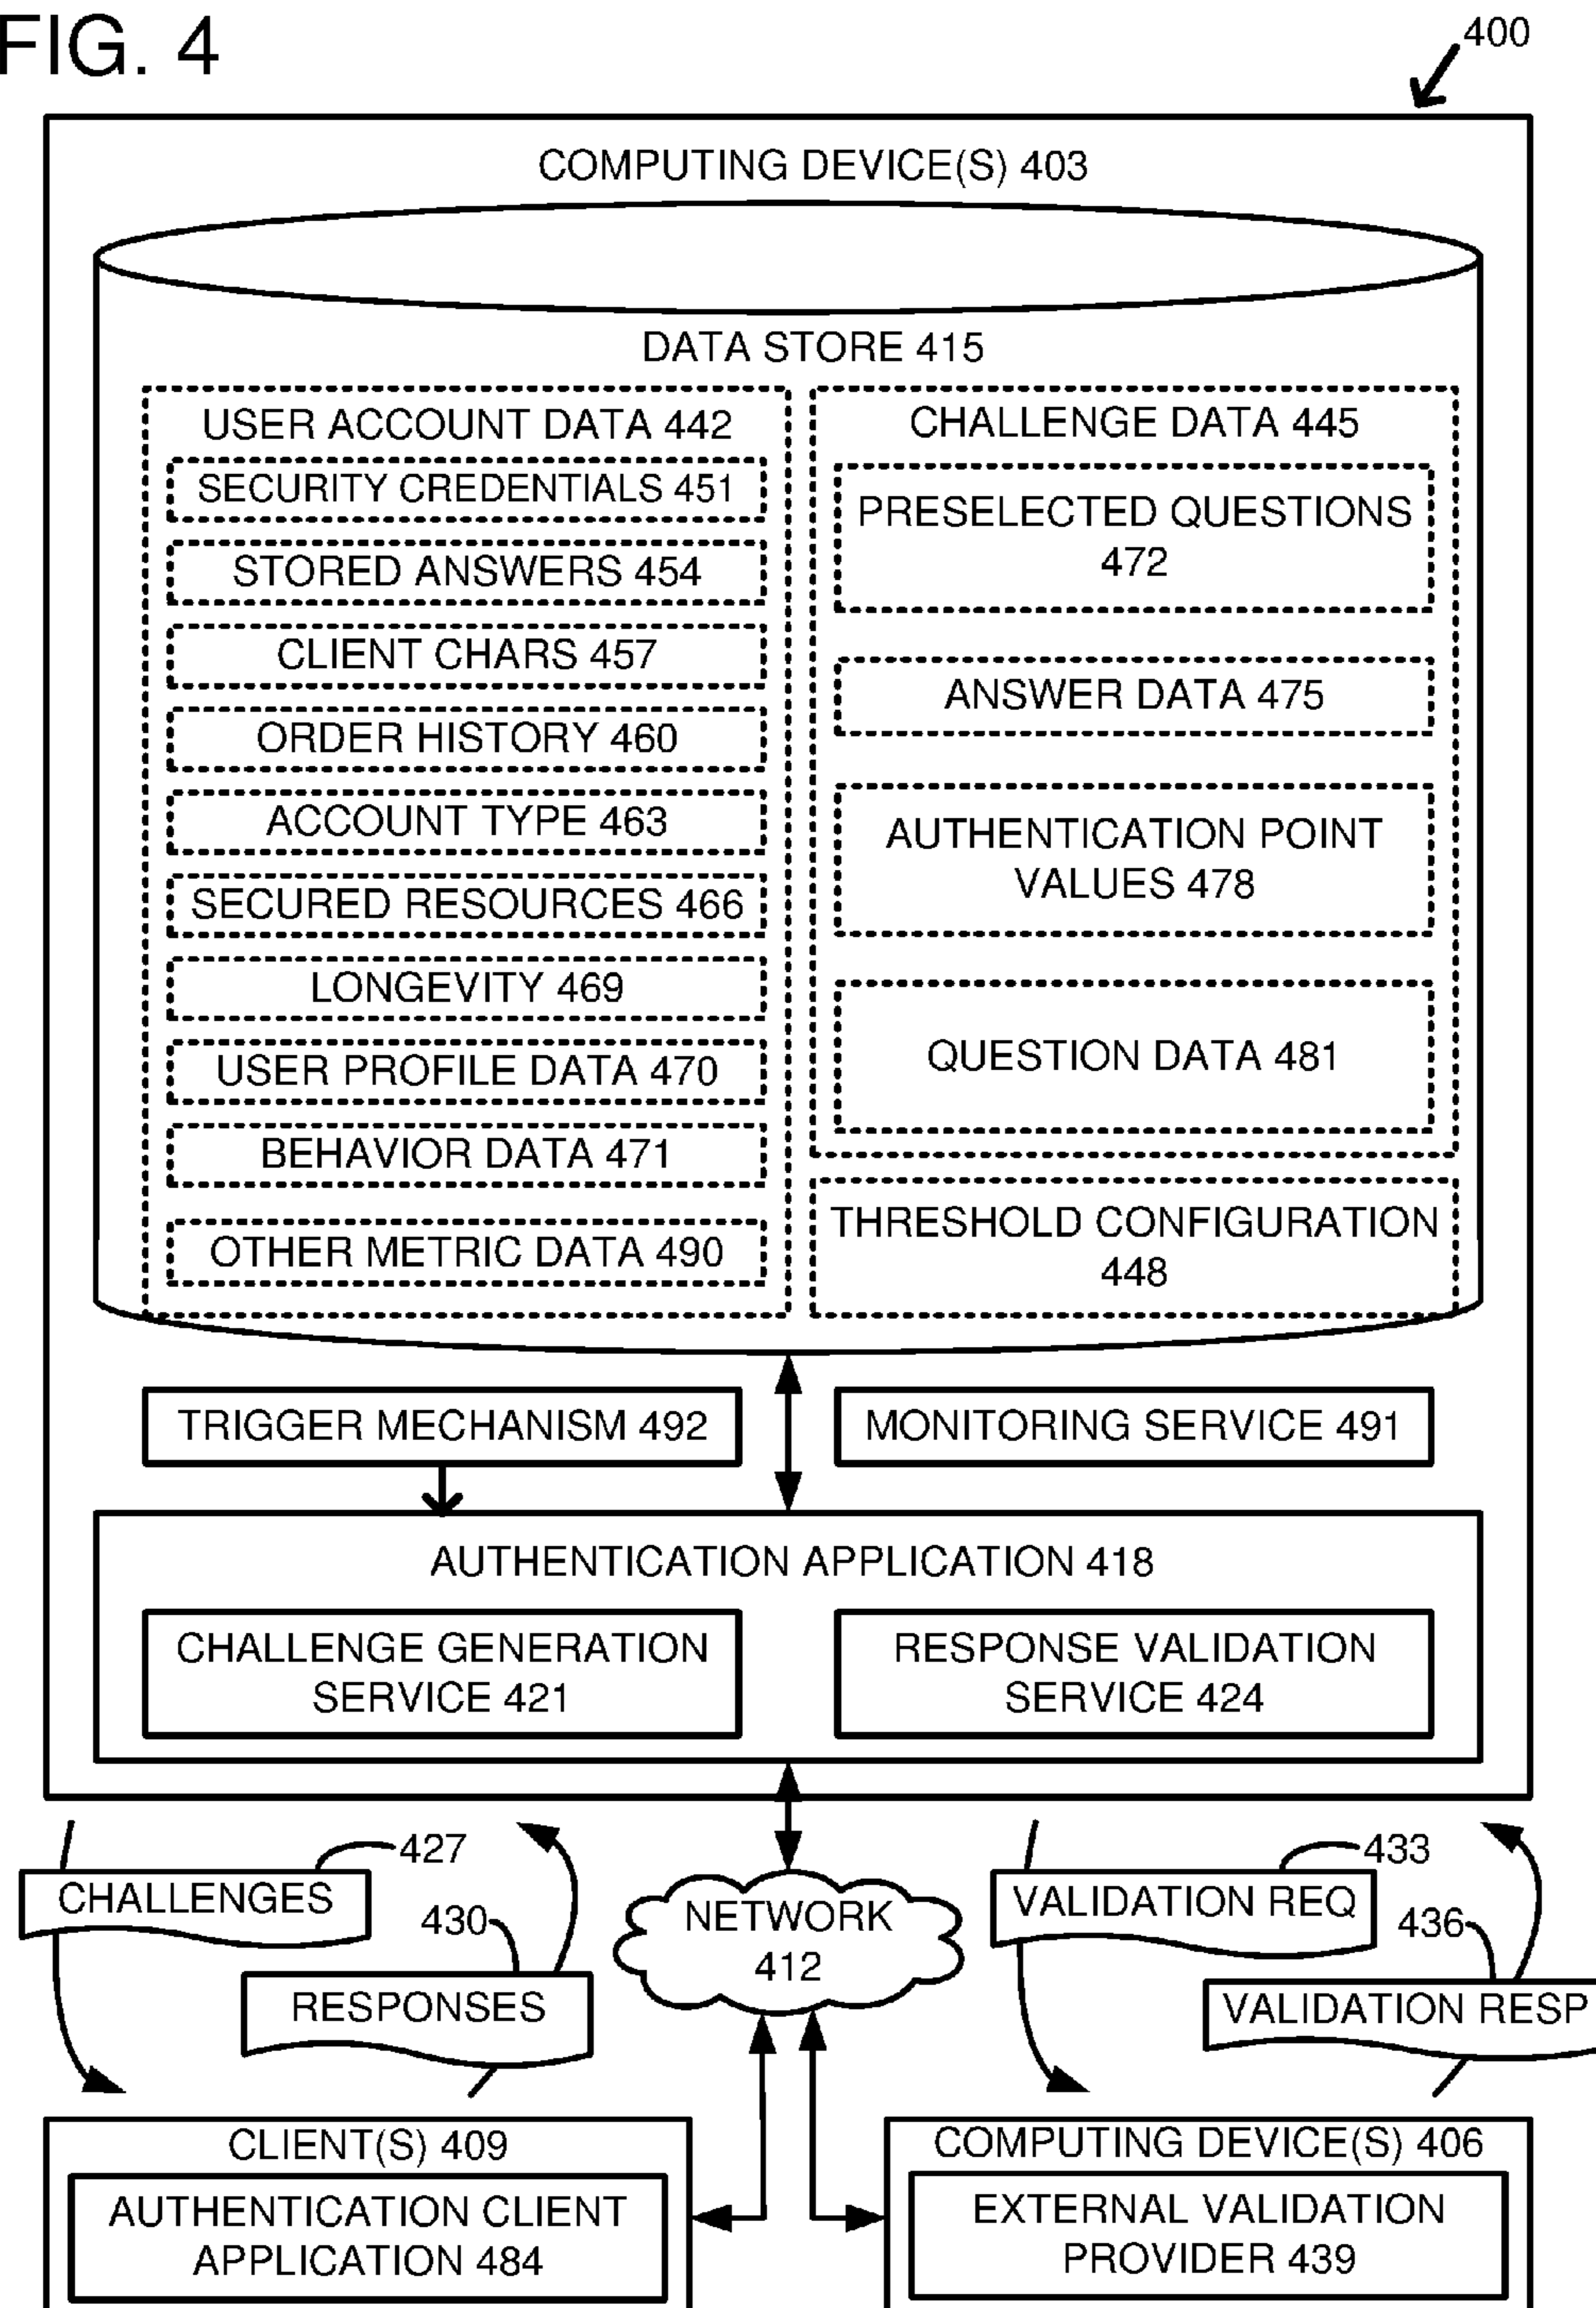 FIG. 4
400
COMPUTING DEVICE(S) 403
DATA STORE 415
USER ACCOUNT DATA 442
SECURITY CREDENTIALS 451
STORED ANSWERS 454
CLIENT CHARS 457
ORDER HISTORY 460
ACCOUNT TYPE 463
SECURED RESOURCES 466
LONGEVITY 469
USER PROFILE DATA 470
BEHAVIOR DATA 471
OTHER METRIC DATA 490
CHALLENGE DATA 445
PRESELECTED QUESTIONS
472
ANSWER DATA 475
AUTHENTICATION POINT
VALUES 478
QUESTION DATA 481
THRESHOLD CONFIGURATION
448
TRIGGER MECHANISM 492
MONITORING SERVICE 491
AUTHENTICATION APPLICATION 418
CHALLENGE GENERATION
SERVICE 421
RESPONSE VALIDATION
SERVICE 424
427
CHALLENGES
430
RESPONSES
NETWORK
412
433
VALIDATION REQ
436
VALIDATION RESP
CLIENT(S) 409
AUTHENTICATION CLIENT
APPLICATION 484
COMPUTING DEVICE(S) 406
EXTERNAL VALIDATION
PROVIDER 439